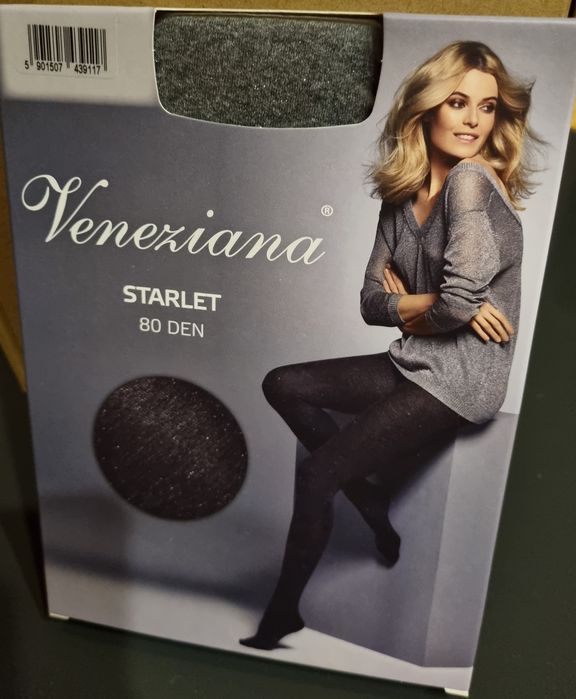 5 901507 439117
Veneziana®
STARLET
80 DEN